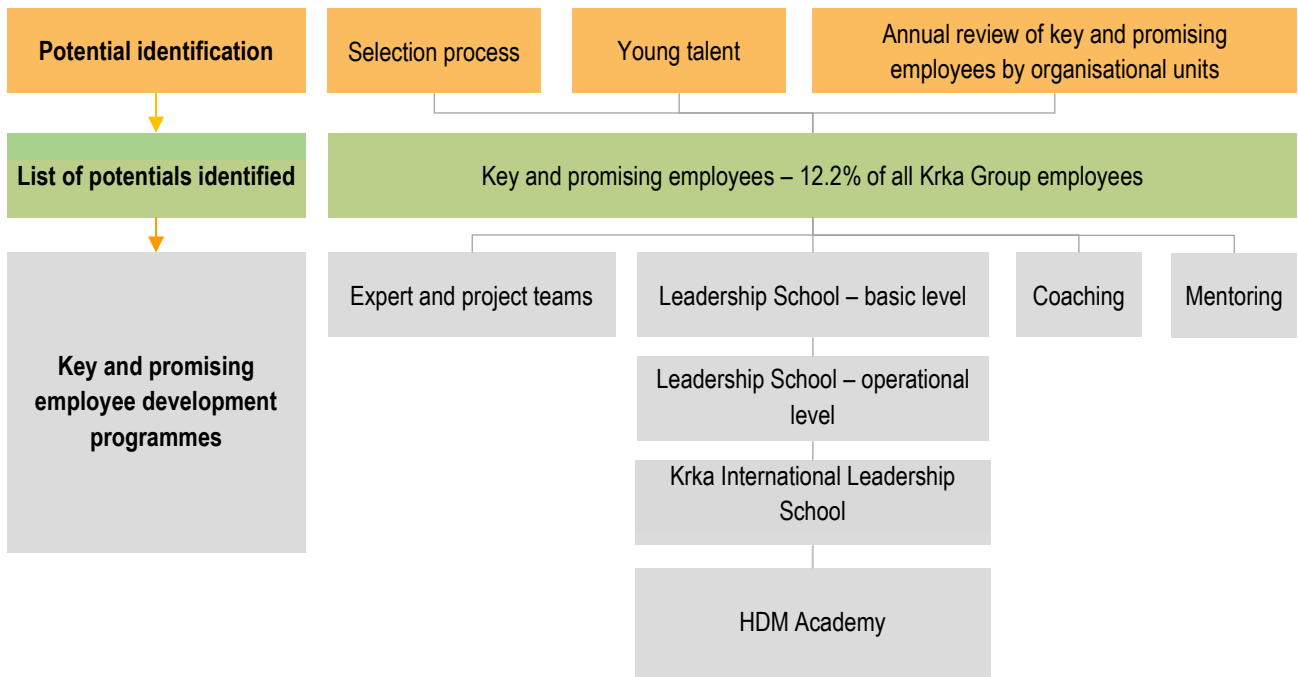 Potential identification
Selection process
Young talent
Annual review of key and promising
employees by organisational units
List of potentials identified
Key and promising employees – 12.2% of all Krka Group employees
Key and promising
employee development
programmes
Expert and project teams
Leadership School – basic level
Coaching
Mentoring
Leadership School – operational
level
Krka International Leadership
School
HDM Academy